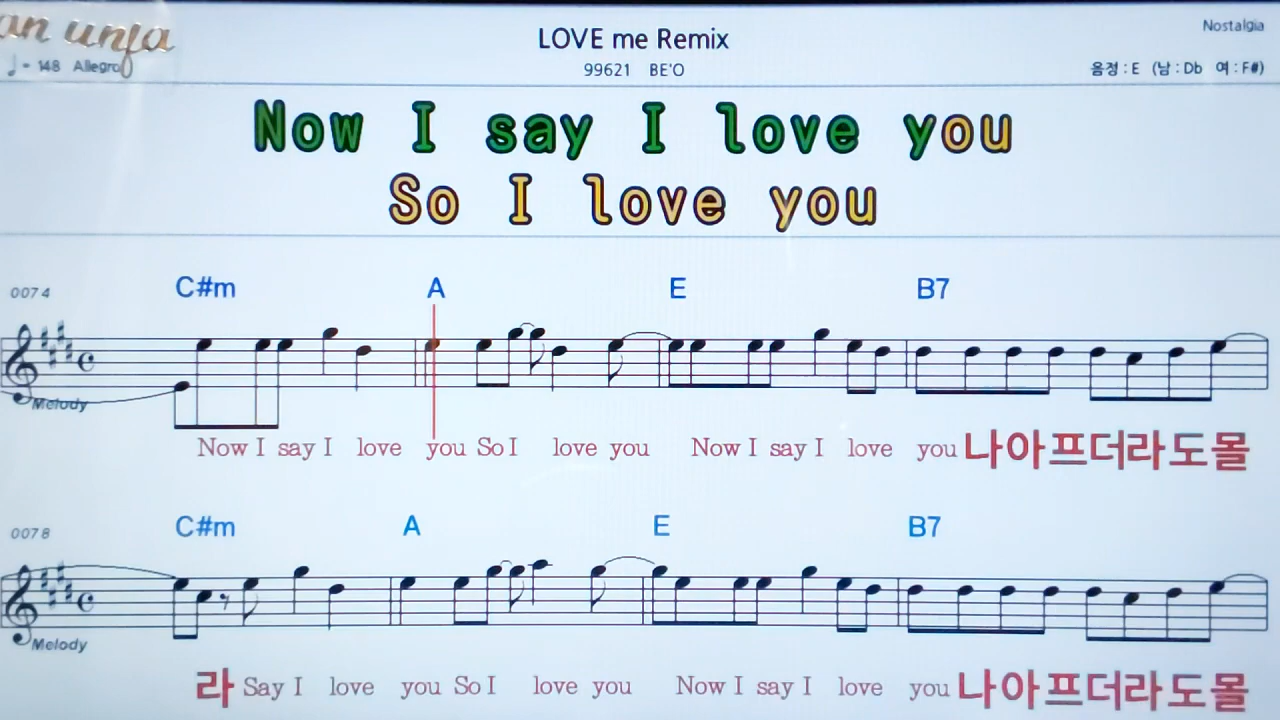 an unja
LOVE me Remix
Nostalgia
♩ = 148 Allegro
99621 BE'O
음정 : E (남 : Db 여 : F#)
Now I say I love you
So I love you
0074
C#m A E B7
Melody
Now I say I love you So I love you Now I say I love you 나아프더라도몰
0078
C#m A E B7
Melody
라 Say I love you So I love you Now I say I love you 나아프더라도몰